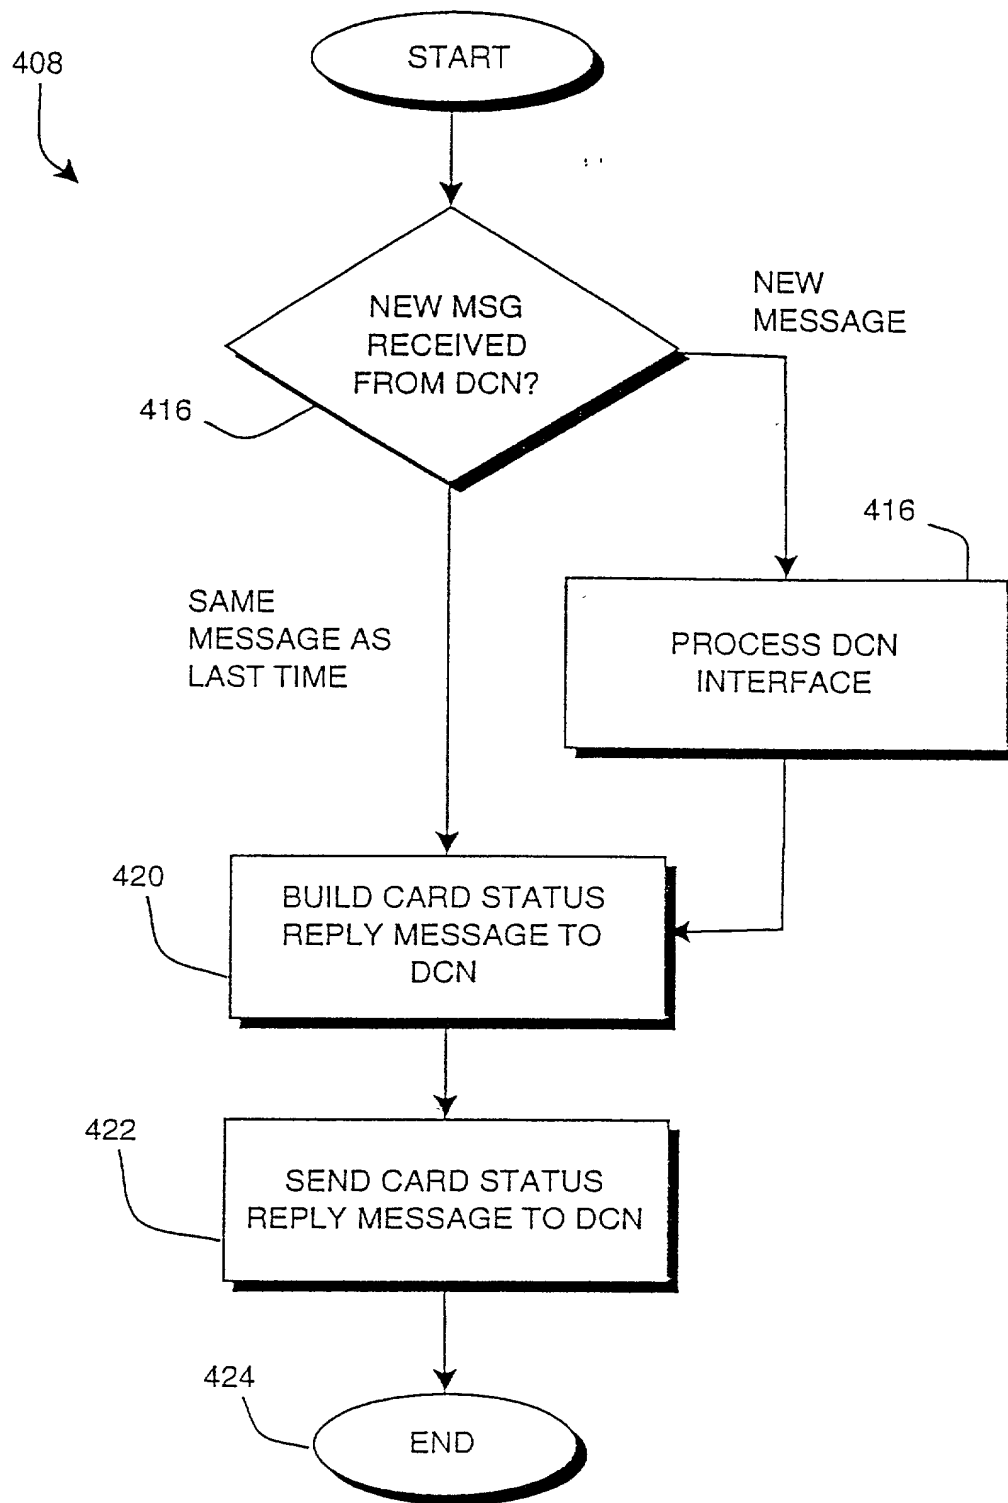 START
408
NEW MSG
RECEIVED
FROM DCN?
NEW
MESSAGE
416
416
SAME
MESSAGE AS
LAST TIME
PROCESS DCN
INTERFACE
420
BUILD CARD STATUS
REPLY MESSAGE TO
DCN
422
SEND CARD STATUS
REPLY MESSAGE TO DCN
424
END